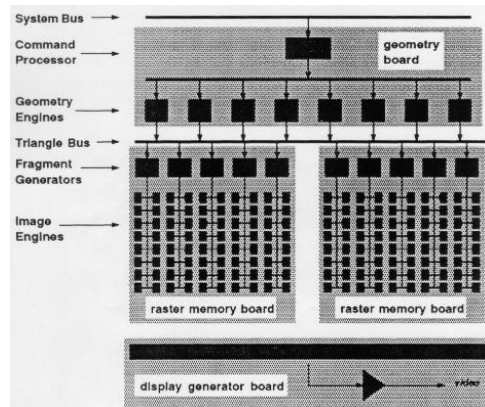 System Bus
Command
Processor
geometry
board
Geometry
Engines
Triangle Bus
Fragment
Generators
Image
Engines
raster memory board
raster memory board
display generator board
video